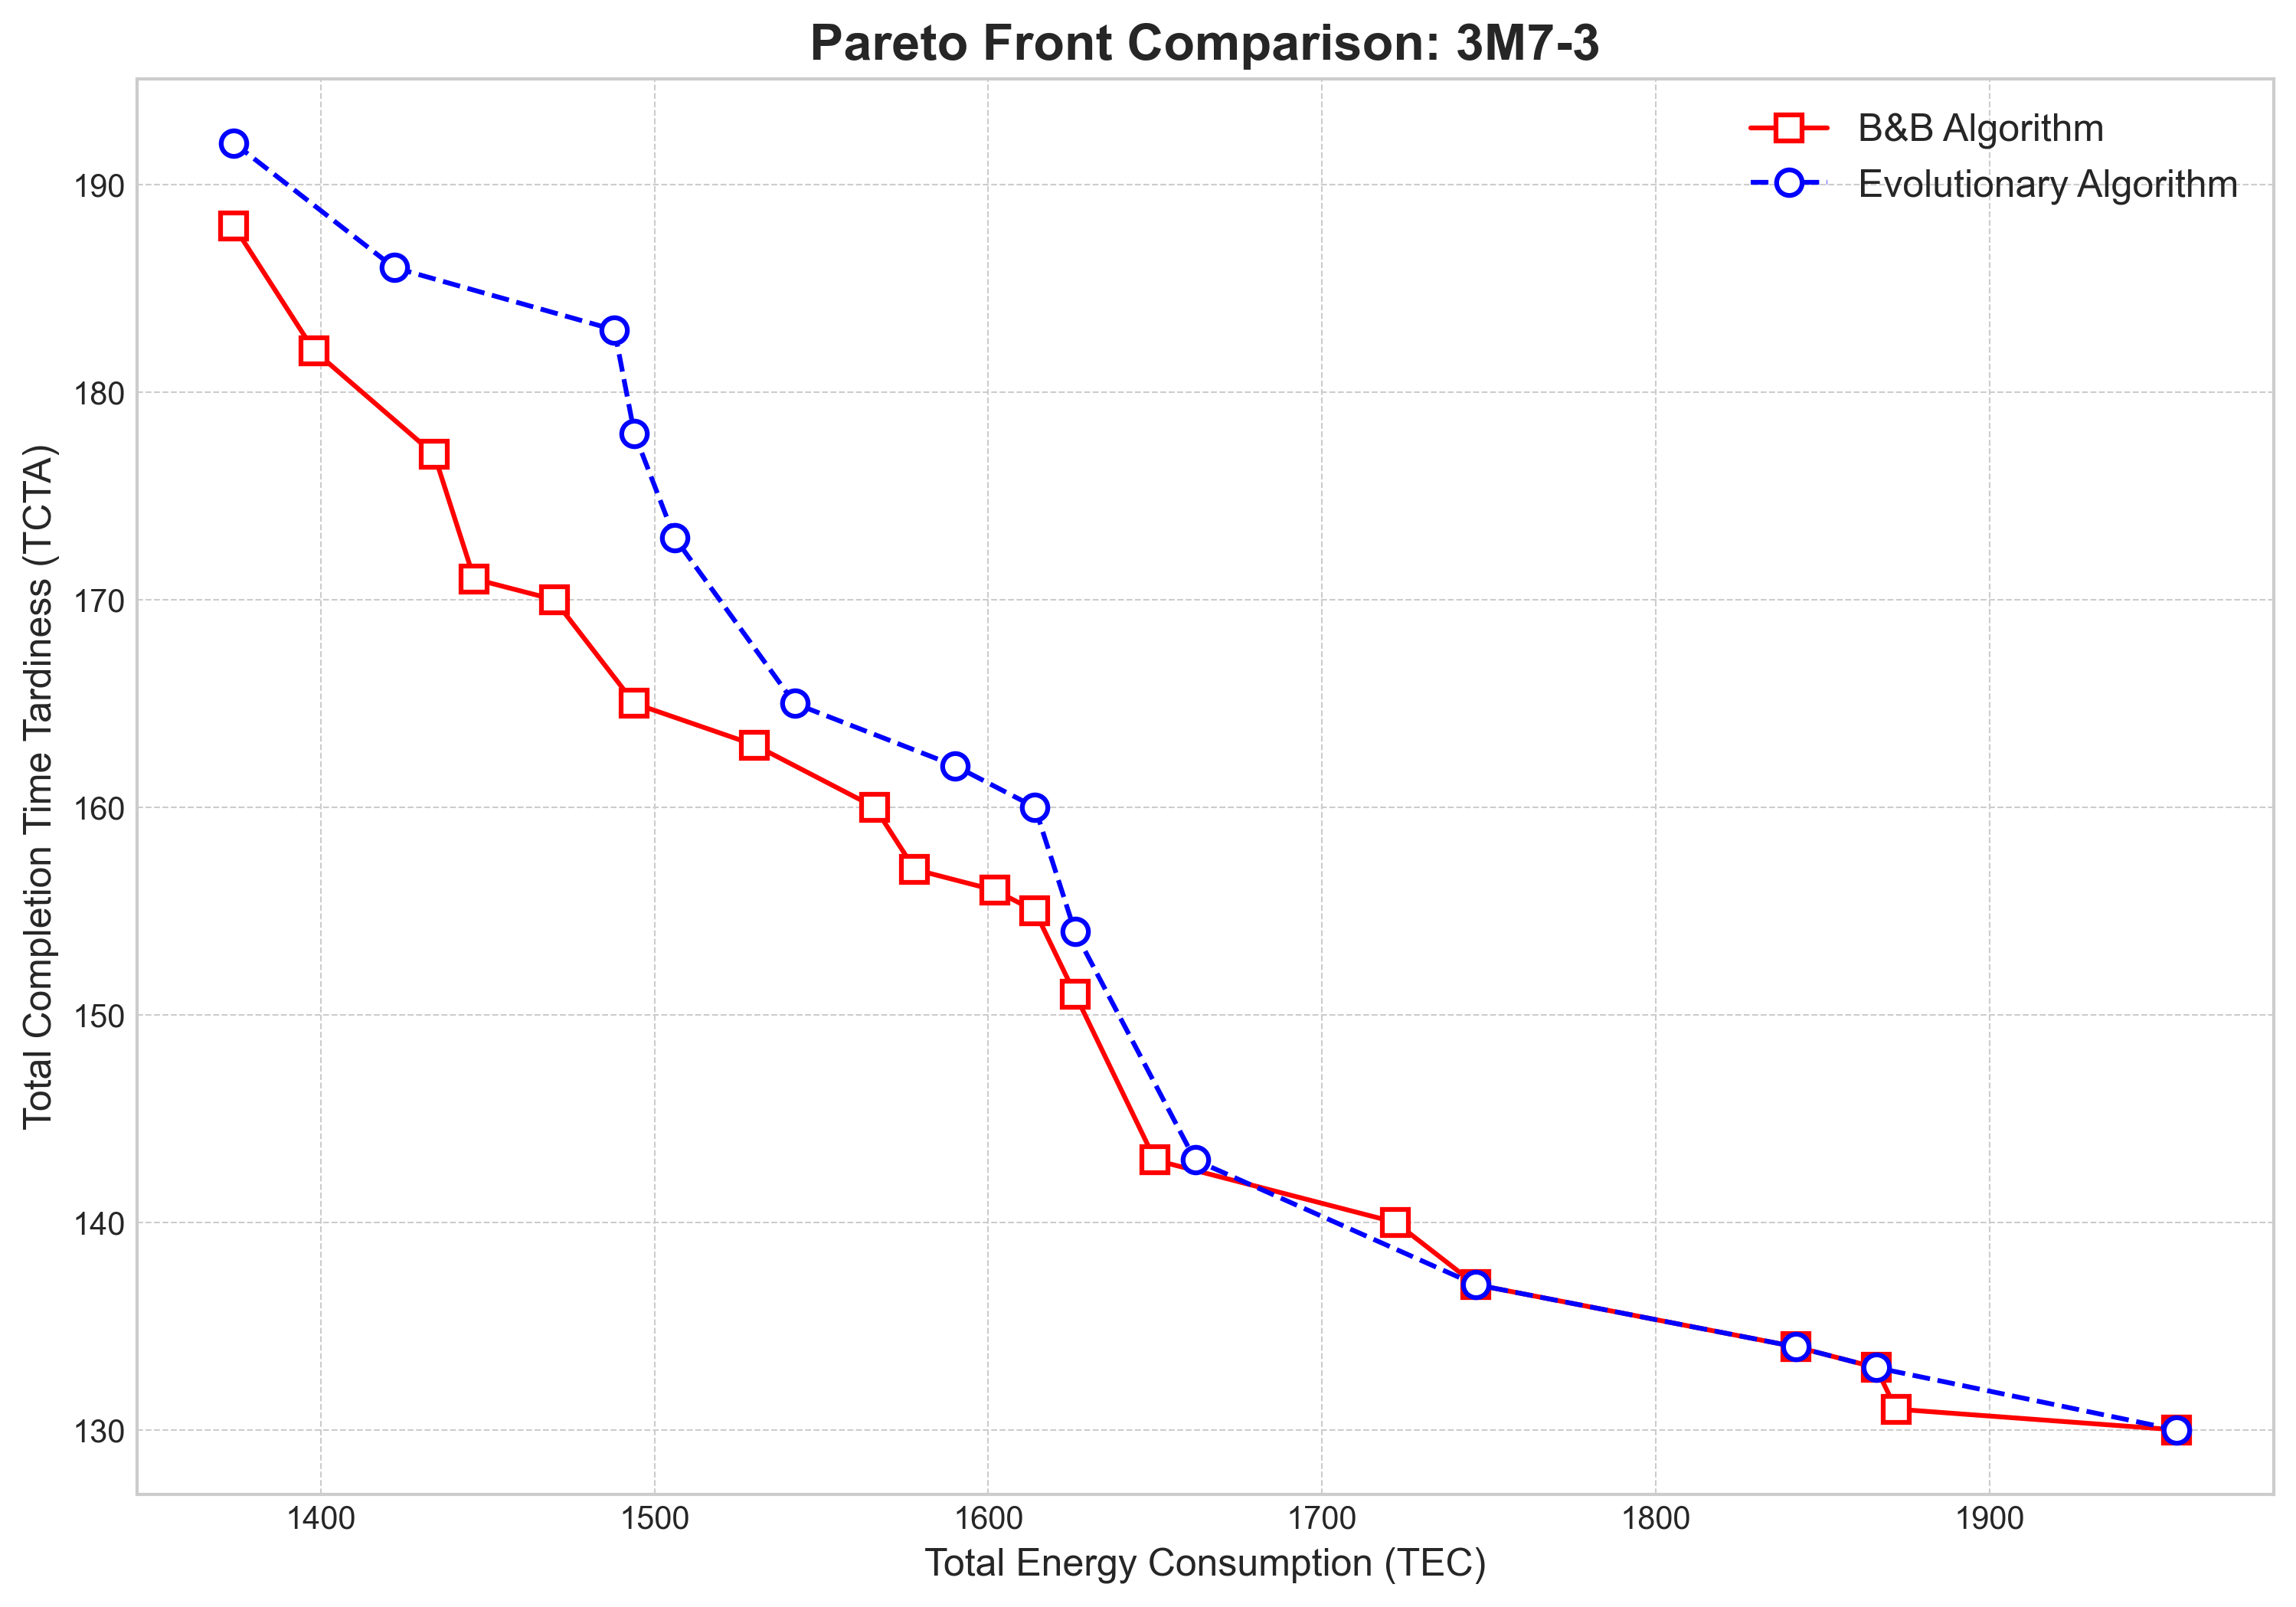 Pareto Front Comparison: 3M7-3
B&B Algorithm
Evolutionary Algorithm
Total Completion Time Tardiness (TCTA)
190
180
170
160
150
140
130
1400 1500 1600 1700 1800 1900
Total Energy Consumption (TEC)